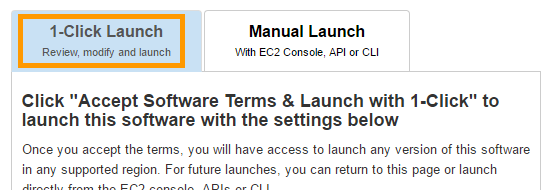 1-Click Launch
Review, modify and launch
Manual Launch
With EC2 Console, API or CLI
Click "Accept Software Terms & Launch with 1-Click" to
launch this software with the settings below
Once you accept the terms, you will have access to launch any version of this software
in any supported region. For future launches, you can return to this page or launch
directly from the EC2 console, APIs or CLI